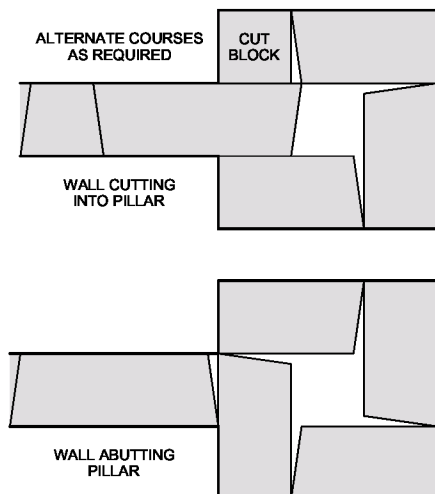 ALTERNATE COURSES
AS REQUIRED
CUT
BLOCK
WALL CUTTING
INTO PILLAR
WALL ABUTTING
PILLAR